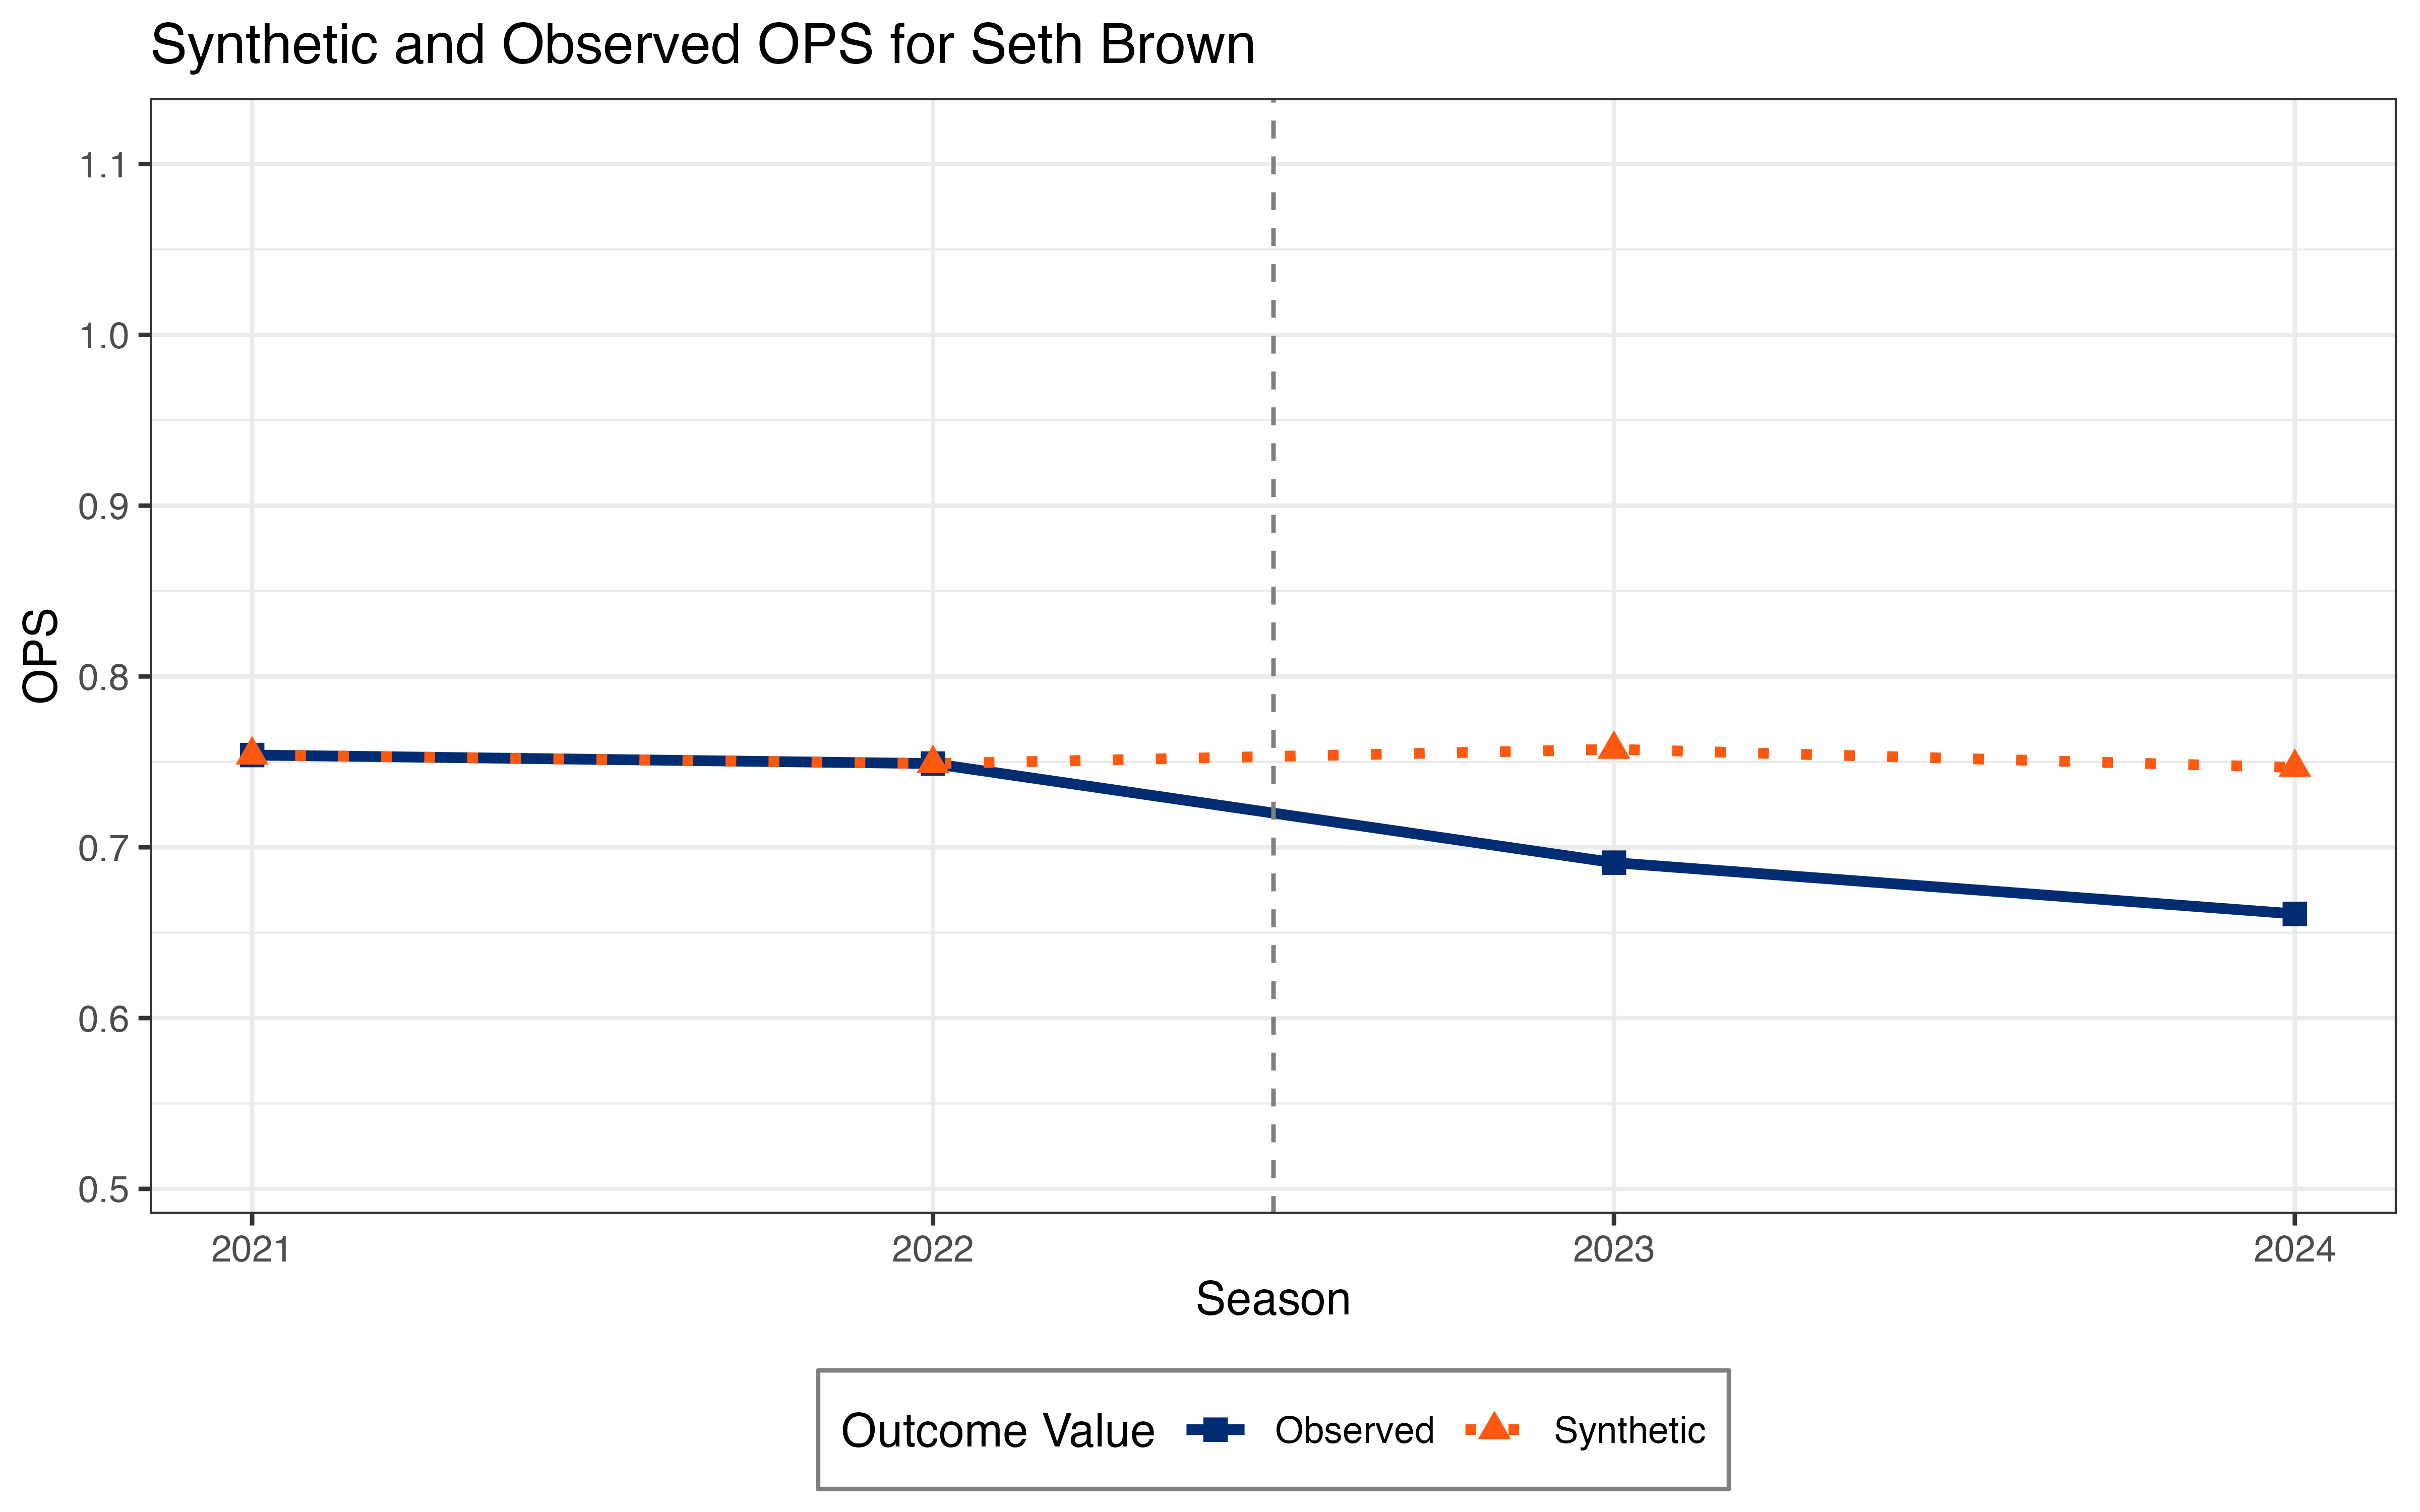 Synthetic and Observed OPS for Seth Brown
OPS
1.1
1.0
0.9
0.8
0.7
0.6
0.5
2021 2022 2023 2024
Season
Outcome Value Observed Synthetic